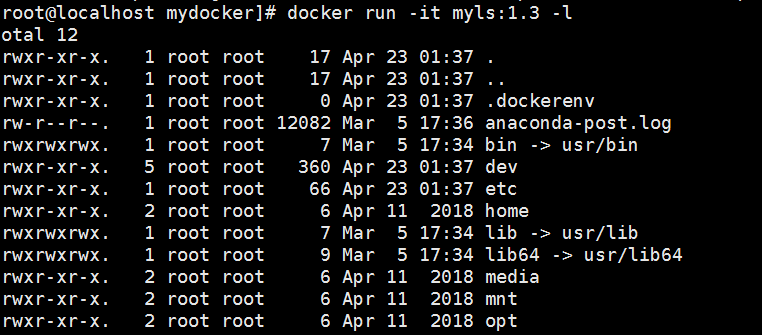 root@localhost mydocker]# docker run -it myls:1.3 -l
otal 12
rwxr-xr-x.   1 root root    17 Apr 23 01:37 .
rwxr-xr-x.   1 root root    17 Apr 23 01:37 ..
rwxr-xr-x.   1 root root     0 Apr 23 01:37 .dockerenv
rw-r--r--.   1 root root 12082 Mar  5 17:36 anaconda-post.log
rwxrwxrwx.   1 root root     7 Mar  5 17:34 bin -> usr/bin
rwxr-xr-x.   5 root root   360 Apr 23 01:37 dev
rwxr-xr-x.   1 root root    66 Apr 23 01:37 etc
rwxr-xr-x.   2 root root     6 Apr 11  2018 home
rwxrwxrwx.   1 root root     7 Mar  5 17:34 lib -> usr/lib
rwxrwxrwx.   1 root root     9 Mar  5 17:34 lib64 -> usr/lib64
rwxr-xr-x.   2 root root     6 Apr 11  2018 media
rwxr-xr-x.   2 root root     6 Apr 11  2018 mnt
rwxr-xr-x.   2 root root     6 Apr 11  2018 opt